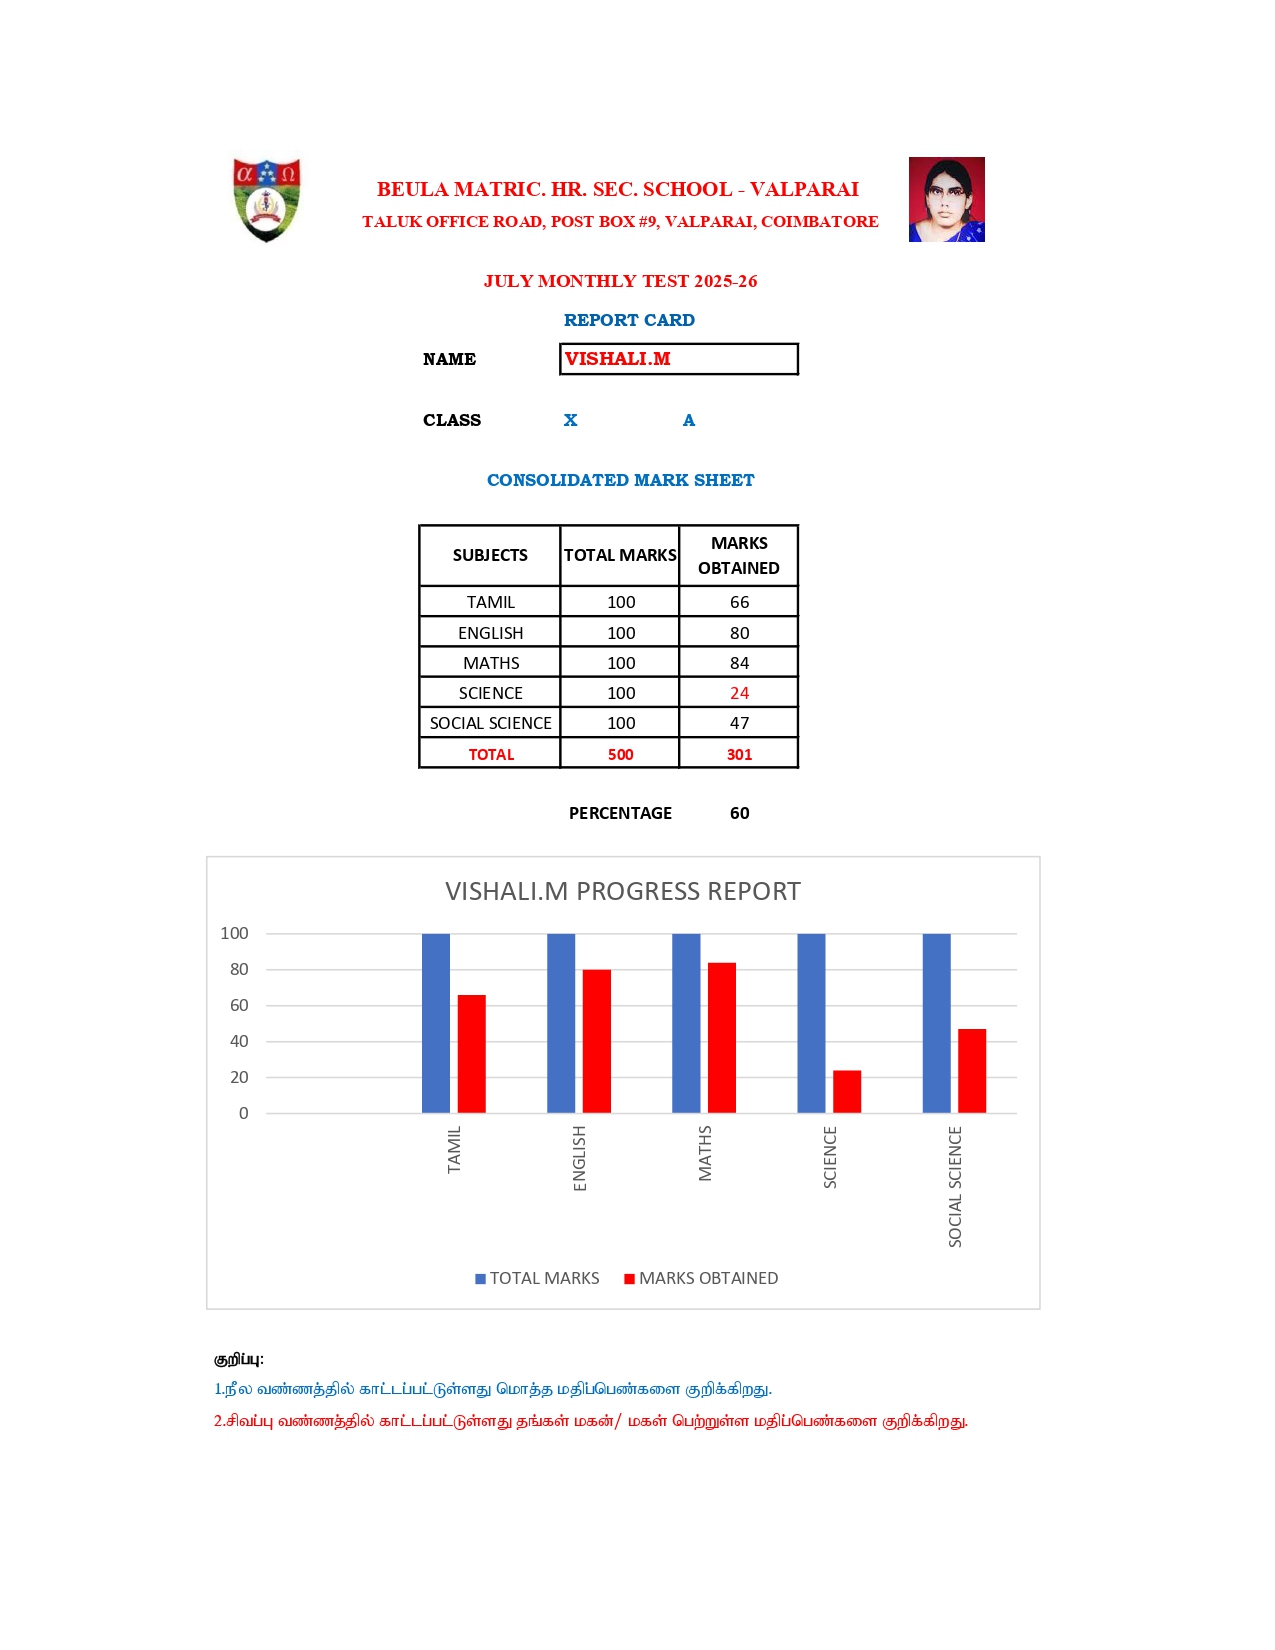 α Ω
BEULA MATRIC. HR. SEC. SCHOOL - VALPARAI
TALUK OFFICE ROAD, POST BOX #9, VALPARAI, COIMBATORE
JULY MONTHLY TEST 2025-26
REPORT CARD
NAME VISHALI.M
CLASS X A
CONSOLIDATED MARK SHEET
SUBJECTS TOTAL MARKS MARKS OBTAINED
TAMIL 100 66
ENGLISH 100 80
MATHS 100 84
SCIENCE 100 24
SOCIAL SCIENCE 100 47
TOTAL 500 301
PERCENTAGE 60
VISHALI.M PROGRESS REPORT
100
80
60
40
20
0
TAMIL ENGLISH MATHS SCIENCE SOCIAL SCIENCE
TOTAL MARKS MARKS OBTAINED
குறிப்பு:
1.நீல வண்ணத்தில் காட்டப்பட்டுள்ளது மொத்த மதிப்பெண்களை குறிக்கிறது.
2.சிவப்பு வண்ணத்தில் காட்டப்பட்டுள்ளது தங்கள் மகன்/ மகள் பெற்றுள்ள மதிப்பெண்களை குறிக்கிறது.